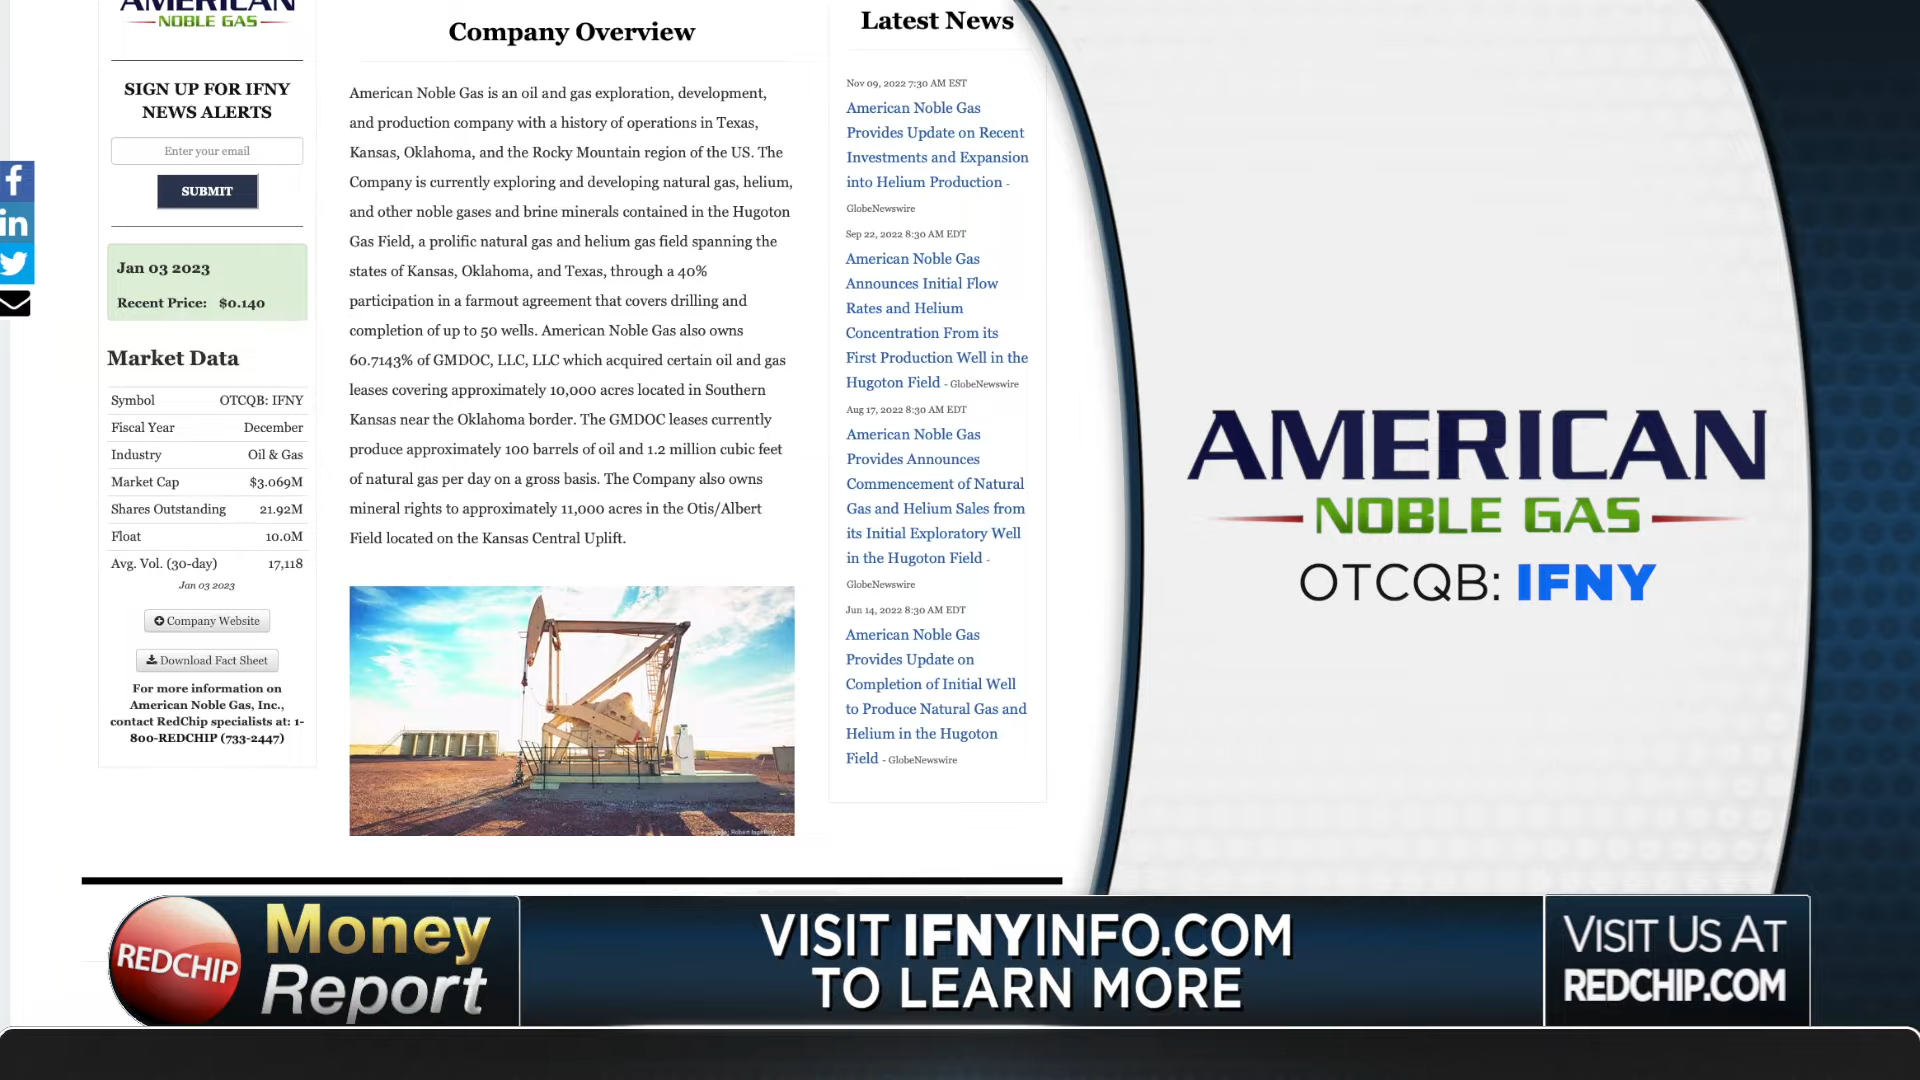 AMERICAN
NOBLE GAS
SIGN UP FOR IFNY
NEWS ALERTS
Enter your email
SUBMIT
Jan 03 2023
Recent Price: $0.140
Market Data
Symbol OTCQB: IFNY
Fiscal Year December
Industry Oil & Gas
Market Cap $3.069M
Shares Outstanding 21.92M
Float 10.0M
Avg. Vol. (30-day) 17,118
Jan 03 2023
Company Website
Download Fact Sheet
For more information on
American Noble Gas, Inc.,
contact RedChip specialists at: 1-
800-REDCHIP (733-2447)
Company Overview
American Noble Gas is an oil and gas exploration, development,
and production company with a history of operations in Texas,
Kansas, Oklahoma, and the Rocky Mountain region of the US. The
Company is currently exploring and developing natural gas, helium,
and other noble gases and brine minerals contained in the Hugoton
Gas Field, a prolific natural gas and helium gas field spanning the
states of Kansas, Oklahoma, and Texas, through a 40%
participation in a farmout agreement that covers drilling and
completion of up to 50 wells. American Noble Gas also owns
60.7143% of GMDOC, LLC, LLC which acquired certain oil and gas
leases covering approximately 10,000 acres located in Southern
Kansas near the Oklahoma border. The GMDOC leases currently
produce approximately 100 barrels of oil and 1.2 million cubic feet
of natural gas per day on a gross basis. The Company also owns
mineral rights to approximately 11,000 acres in the Otis/Albert
Field located on the Kansas Central Uplift.
Latest News
Nov 09, 2022 7:30 AM EST
American Noble Gas
Provides Update on Recent
Investments and Expansion
into Helium Production -
GlobeNewswire
Sep 22, 2022 8:30 AM EDT
American Noble Gas
Announces Initial Flow
Rates and Helium
Concentration From its
First Production Well in the
Hugoton Field - GlobeNewswire
Aug 17, 2022 8:30 AM EDT
American Noble Gas
Provides Announces
Commencement of Natural
Gas and Helium Sales from
its Initial Exploratory Well
in the Hugoton Field -
GlobeNewswire
Jun 14, 2022 8:30 AM EDT
American Noble Gas
Provides Update on
Completion of Initial Well
to Produce Natural Gas and
Helium in the Hugoton
Field - GlobeNewswire
AMERICAN
NOBLE GAS
OTCQB: IFNY
REDCHIP
Money
Report
VISIT IFNYINFO.COM
TO LEARN MORE
VISIT US AT
REDCHIP.COM